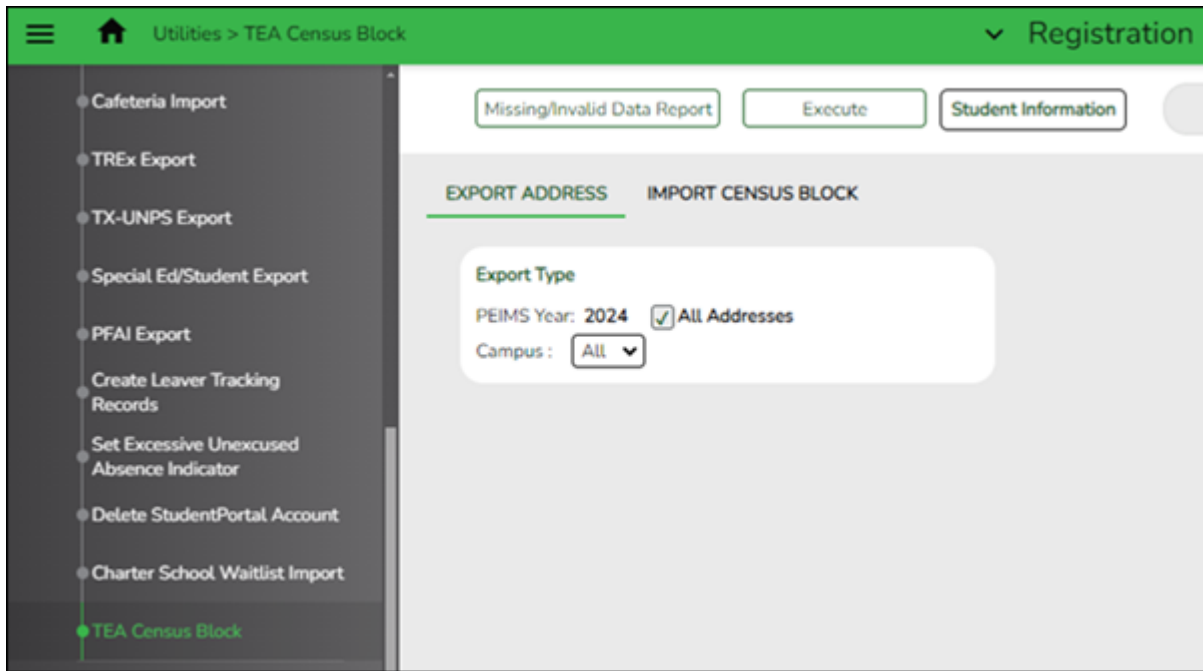 Utilities > TEA Census Block
Registration
Cafeteria Import
TREx Export
TX-UNPS Export
Special Ed/Student Export
PFAI Export
Create Leaver Tracking
Records
Set Excessive Unexcused
Absence Indicator
Delete StudentPortal Account
Charter School Waitlist Import
TEA Census Block
Missing/Invalid Data Report
Execute
Student Information
EXPORT ADDRESS
IMPORT CENSUS BLOCK
Export Type
PEIMS Year: 2024 All Addresses
Campus : All